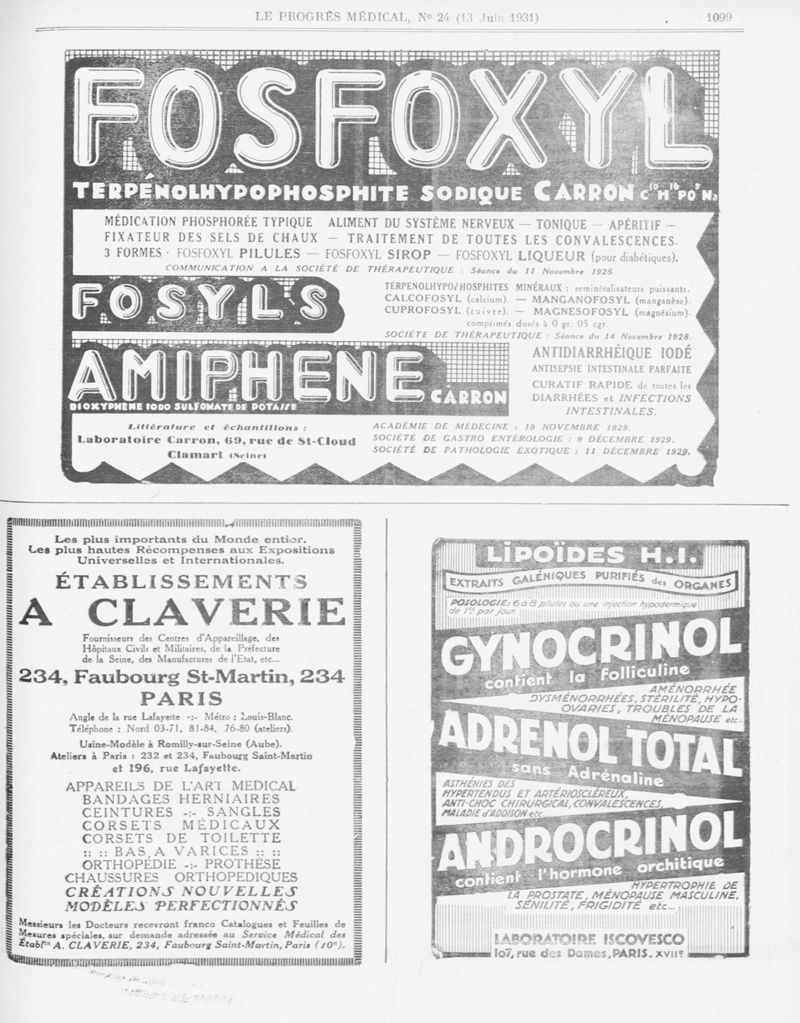 LE PROGRÈS MÉDICAL, N° 24 (13 Juin 1931)
1099
FOSFOXYL
TERPÉNOLHYPOPHOSPHITE SODIQUE CARRON C¹⁰H¹⁶PO³Na
MÉDICATION PHOSPHORÉE TYPIQUE ALIMENT DU SYSTÈME NERVEUX — TONIQUE — APÉRITIF —
FIXATEUR DES SELS DE CHAUX — TRAITEMENT DE TOUTES LES CONVALESCENCES.
3 FORMES · FOSFOXYL PILULES — FOSFOXYL SIROP — FOSFOXYL LIQUEUR (pour diabétiques).
COMMUNICATION A LA SOCIÉTÉ DE THÉRAPEUTIQUE : Séance du 11 Novembre 1925
FOSYLS
TERPENOLHYPO/HOSPHITES MINÉRAUX : reminéralisateurs puissants.
CALCOFOSYL (calcium). — MANGANOFOSYL (manganèse).
CUPROFOSYL (cuivre). — MAGNESOFOSYL (magnésium).
comprimés dosés à 0 gr. 05 cgr.
SOCIÉTÉ DE THÉRAPEUTIQUE : Séance du 14 Novembre 1928.
AMIPHENE
CARRON
DIOXYPHÈNE IODO SULFONATE DE POTASSE
ANTIDIARRHÉIQUE IODÉ
ANTISEPSIE INTESTINALE PARFAITE
CURATIF RAPIDE de toutes les
DIARRHÉES et INFECTIONS
INTESTINALES.
Littérature et échantillons :
Laboratoire Carron, 69, rue de St-Cloud
Clamart (Seine)
ACADÉMIE DE MÉDECINE : 19 NOVEMBRE 1929.
SOCIÉTÉ DE GASTRO ENTÉROLOGIE : 9 DÉCEMBRE 1929.
SOCIÉTÉ DE PATHOLOGIE EXOTIQUE : 11 DÉCEMBRE 1929.
Les plus importants du Monde entier.
Les plus hautes Récompenses aux Expositions
Universelles et Internationales.
ÉTABLISSEMENTS
A CLAVERIE
Fournisseurs des Centres d'Appareillage, des
Hôpitaux Civils et Militaires, de la Préfecture
de la Seine, des Manufactures de l'Etat, etc...
234, Faubourg St-Martin, 234
PARIS
Angle de la rue Lafayette -:- Métro : Louis-Blanc.
Téléphone : Nord 03-71, 81-84, 76-80 (ateliers).
Usine-Modèle à Romilly-sur-Seine (Aube).
Ateliers à Paris : 232 et 234, Faubourg Saint-Martin
et 196, rue Lafayette.
APPAREILS DE L'ART MEDICAL
BANDAGES HERNIAIRES
CEINTURES -:- SANGLES
CORSETS MÉDICAUX
CORSETS DE TOILETTE
:: :: BAS A VARICES :: ::
ORTHOPÉDIE -:- PROTHÈSE
CHAUSSURES ORTHOPEDIQUES
CRÉATIONS NOUVELLES
MODÈLES PERFECTIONNÉS
Messieurs les Docteurs recevront franco Catalogues et Feuilles de
Mesures spéciales, sur demande adressée au Service Médical des
Établts A. CLAVERIE, 234, Faubourg Saint-Martin, Paris (10e).
LIPOÏDES H.I.
EXTRAITS GALÉNIQUES PURIFIÉS des ORGANES
POSOLOGIE: 6 à 8 pilules ou une injection hypodermique
de 1cc par jour.
GYNOCRINOL
contient la folliculine
AMÉNORRHÉE
DYSMÉNORRHÉES, STÉRILITÉ, HYPO-
OVARIES, TROUBLES DE LA
MÉNOPAUSE etc...
ADRENOL TOTAL
sans Adrénaline
ASTHÉNIES DES
HYPERTENDUS ET ARTÉRIOSCLÉREUX,
ANTI-CHOC CHIRURGICAL, CONVALESCENCES,
MALADIE d'ADDISON etc...
ANDROCRINOL
contient l'hormone orchitique
HYPERTROPHIE DE
LA PROSTATE, MÉNOPAUSE MASCULINE,
SÉNILITÉ, FRIGIDITÉ etc...
LABORATOIRE ISCOVESCO
107, rue des Dames, PARIS. XVIIe